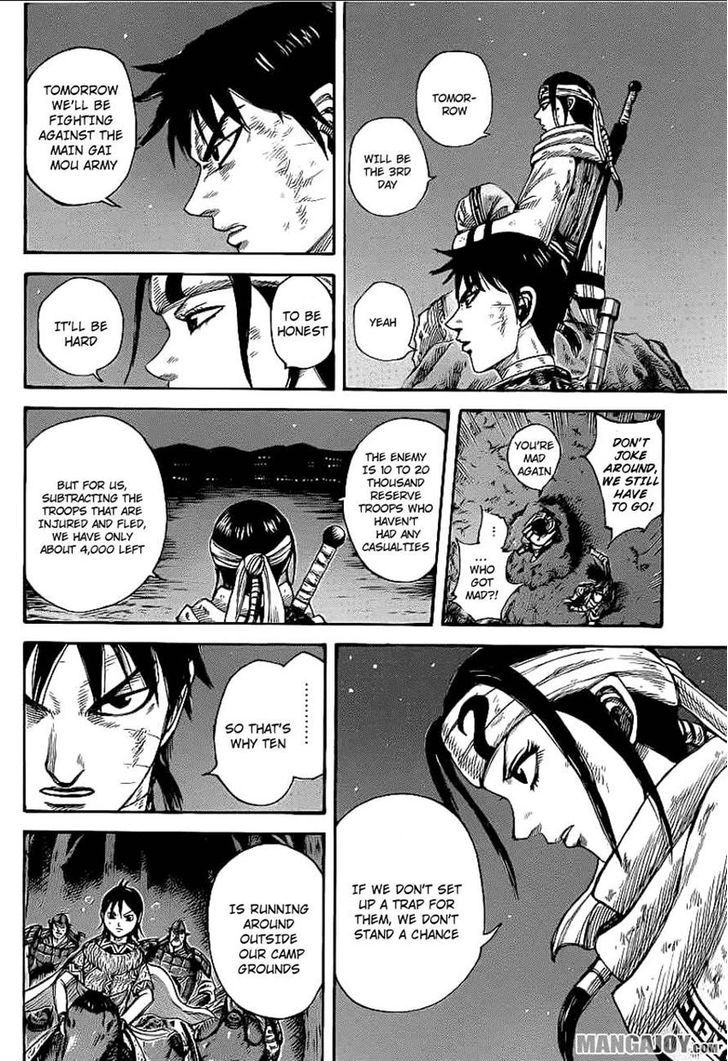 TOMOR-
ROW
WILL BE
THE 3RD
DAY
YEAH
TOMORROW
WE'LL BE
FIGHTING
AGAINST THE
MAIN GAI
MOU ARMY
TO BE
HONEST
IT'LL BE
HARD
DON'T
JOKE
AROUND,
WE STILL
HAVE
TO GO!
YOU'RE
MAD
AGAIN
...
...
WHO
GOT
MAD?!
THE ENEMY
IS 10 TO 20
THOUSAND
RESERVE
TROOPS WHO
HAVEN'T
HAD ANY
CASUALTIES
BUT FOR US,
SUBTRACTING THE
TROOPS THAT ARE
INJURED AND FLED,
WE HAVE ONLY
ABOUT 4,000 LEFT
IF WE DON'T SET
UP A TRAP FOR
THEM, WE DON'T
STAND A CHANCE
.........
SO THAT'S
WHY TEN
IS RUNNING
AROUND
OUTSIDE
OUR CAMP
GROUNDS
MANGAJOY.COM